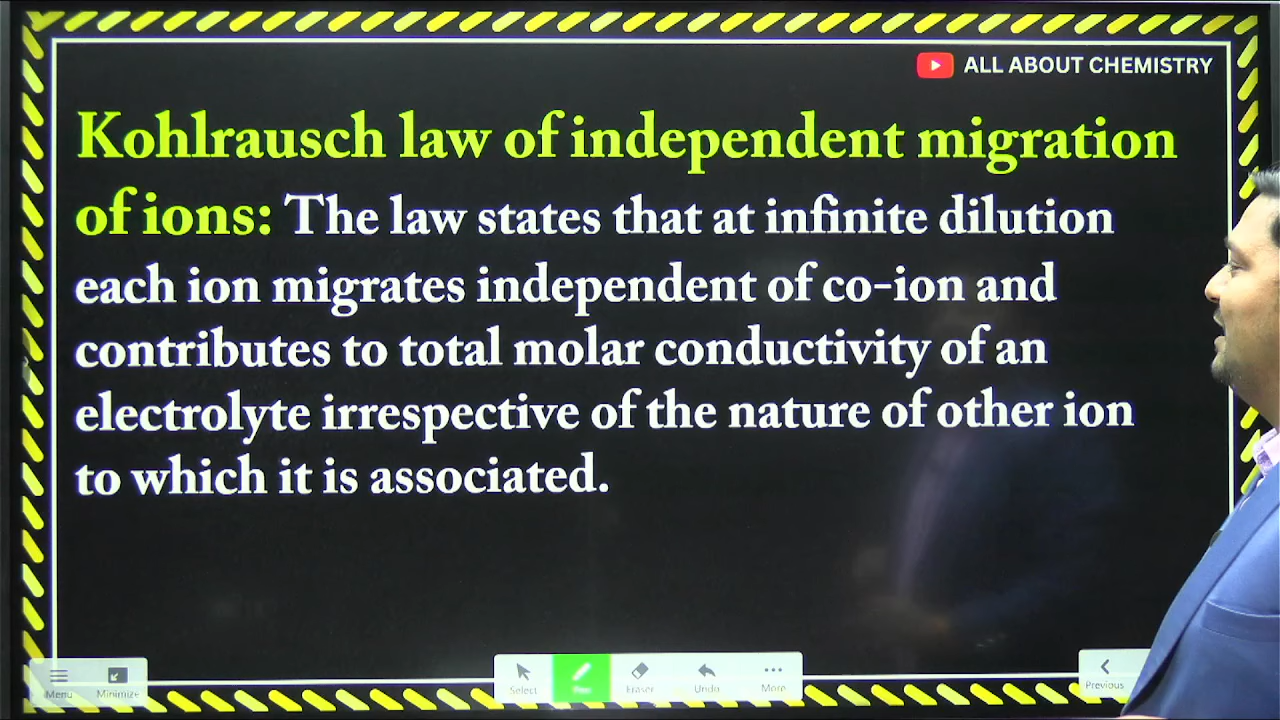 ALL ABOUT CHEMISTRY
Kohlrausch law of independent migration
of ions: The law states that at infinite dilution
each ion migrates independent of co-ion and
contributes to total molar conductivity of an
electrolyte irrespective of the nature of other ion
to which it is associated.
Menu
Minimize
Select
Pen
Eraser
Undo
More
Previous